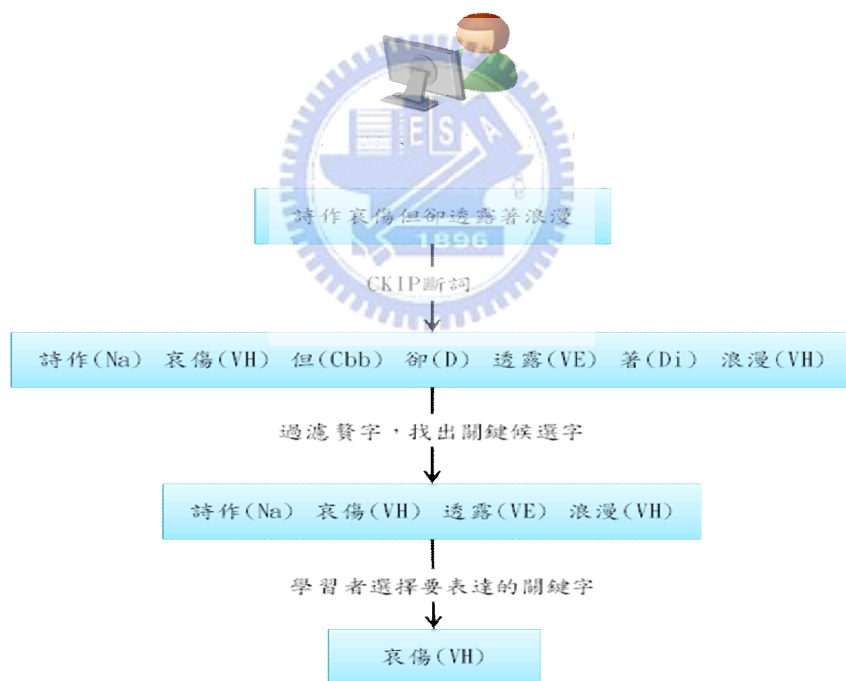 ESA
詩作哀傷但卻透露著浪漫
1896
CKIP斷詞
詩作(Na) 哀傷(VH) 但(Cbb) 卻(D) 透露(VE) 著(Di) 浪漫(VH)
過濾贅字，找出關鍵候選字
詩作(Na) 哀傷(VH) 透露(VE) 浪漫(VH)
學習者選擇要表達的關鍵字
哀傷(VH)